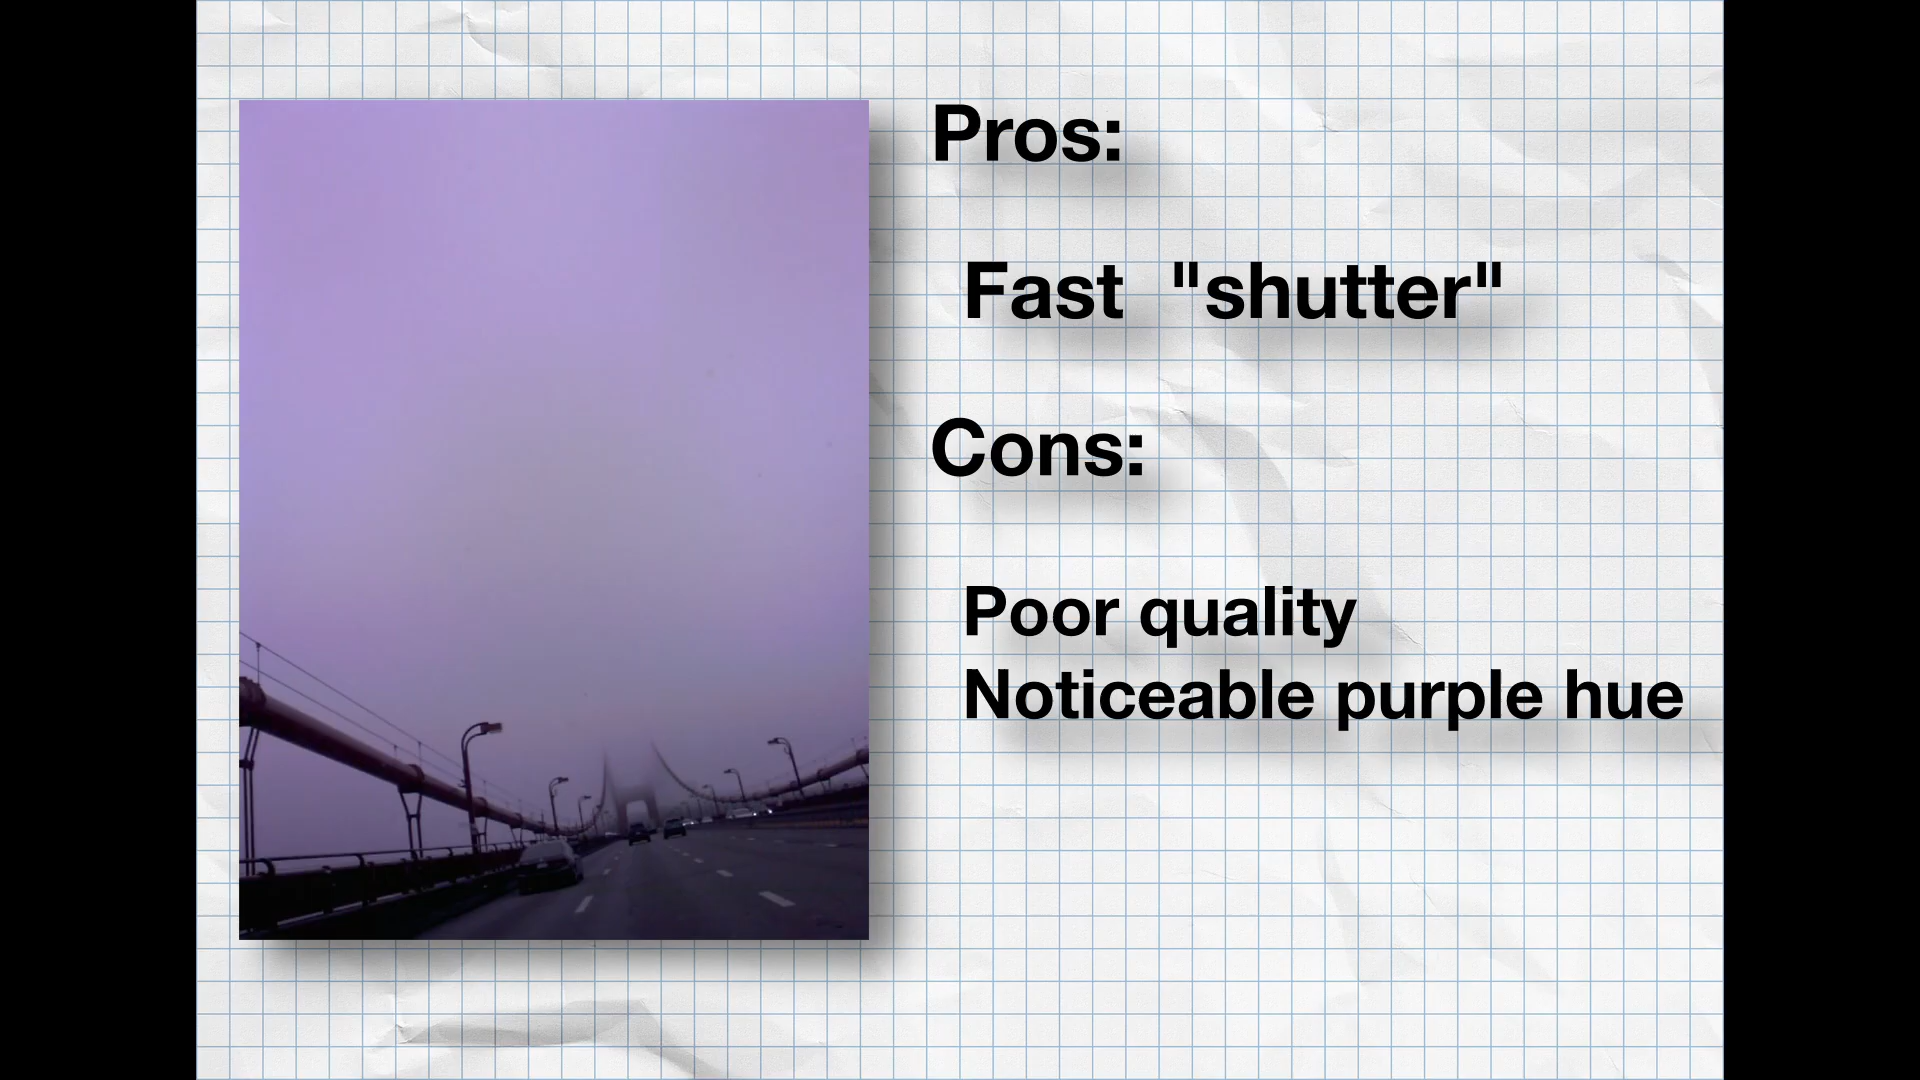 Pros:
Fast "shutter"
Cons:
Poor quality
Noticeable purple hue